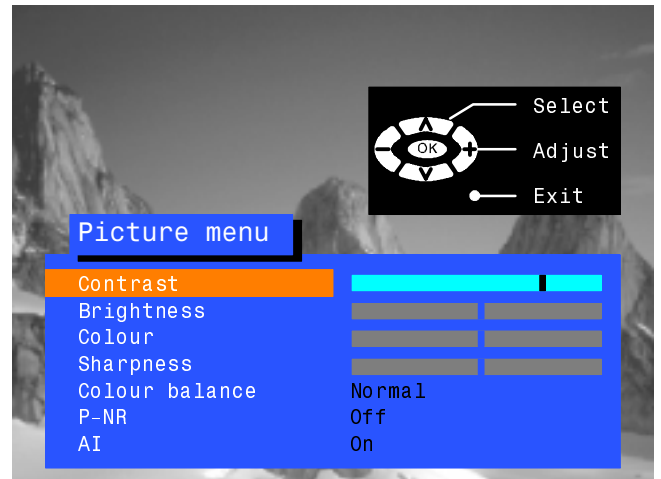 Select
OK
Adjust
Exit
Picture menu
Contrast
Brightness
Colour
Sharpness
Colour balance Normal
P-NR Off
AI On